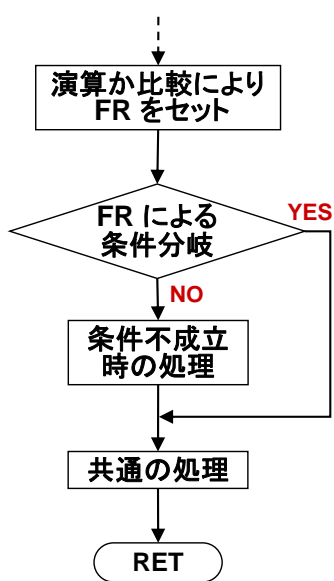 演算か比較により
FR をセット
FR による
条件分岐
YES
NO
条件不成立
時の処理
共通の処理
RET